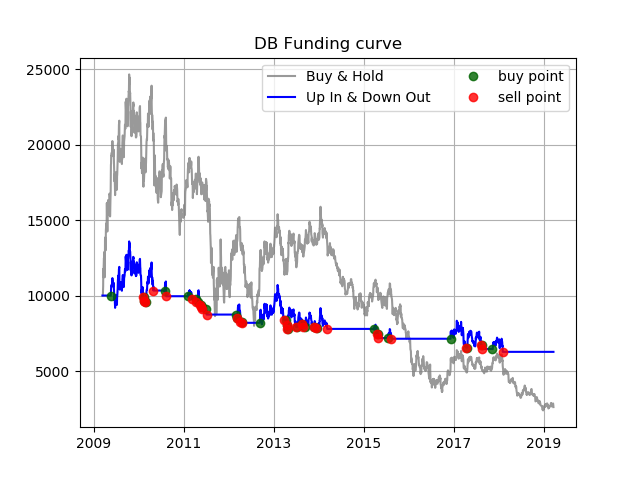 DB Funding curve
25000
20000
15000
10000
5000
Buy & Hold
Up In & Down Out
buy point
sell point
2009 2011 2013 2015 2017 2019